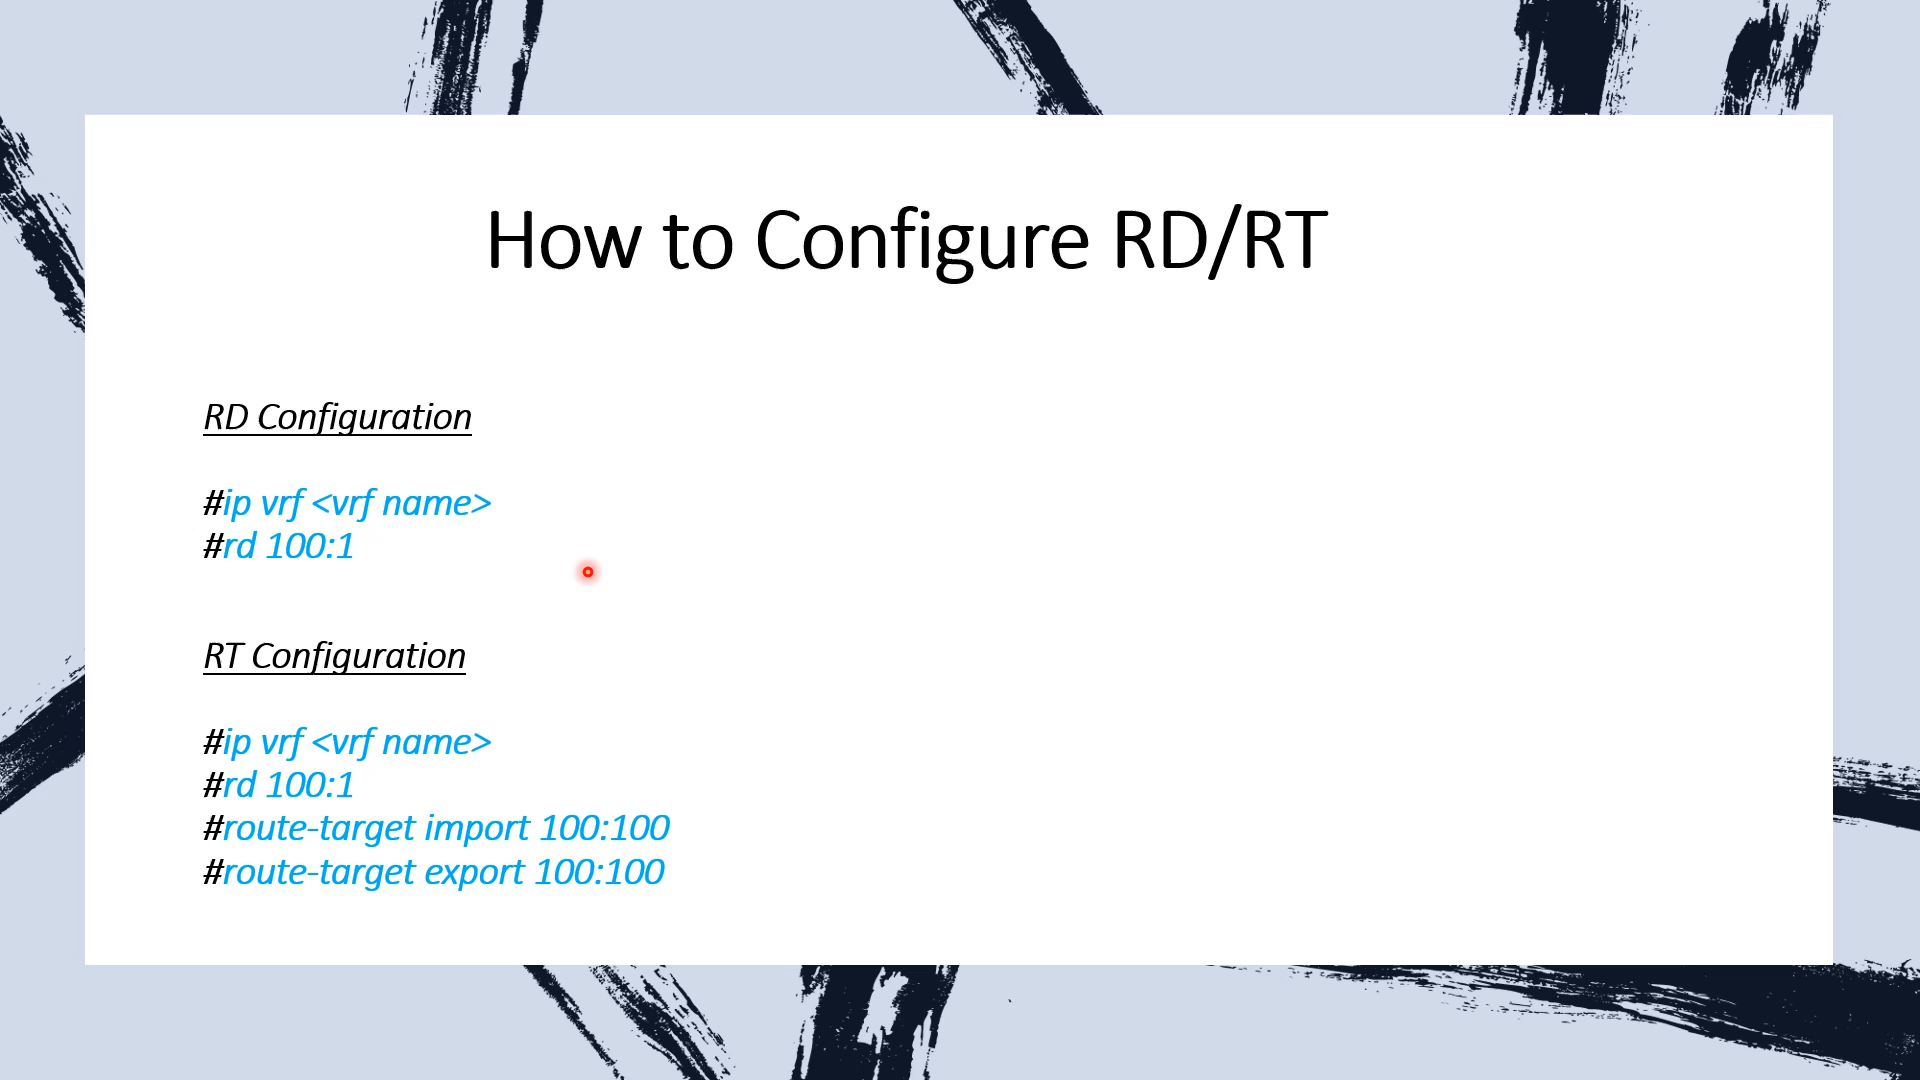 How to Configure RD/RT
RD Configuration
#ip vrf <vrf name>
#rd 100:1
RT Configuration
#ip vrf <vrf name>
#rd 100:1
#route-target import 100:100
#route-target export 100:100